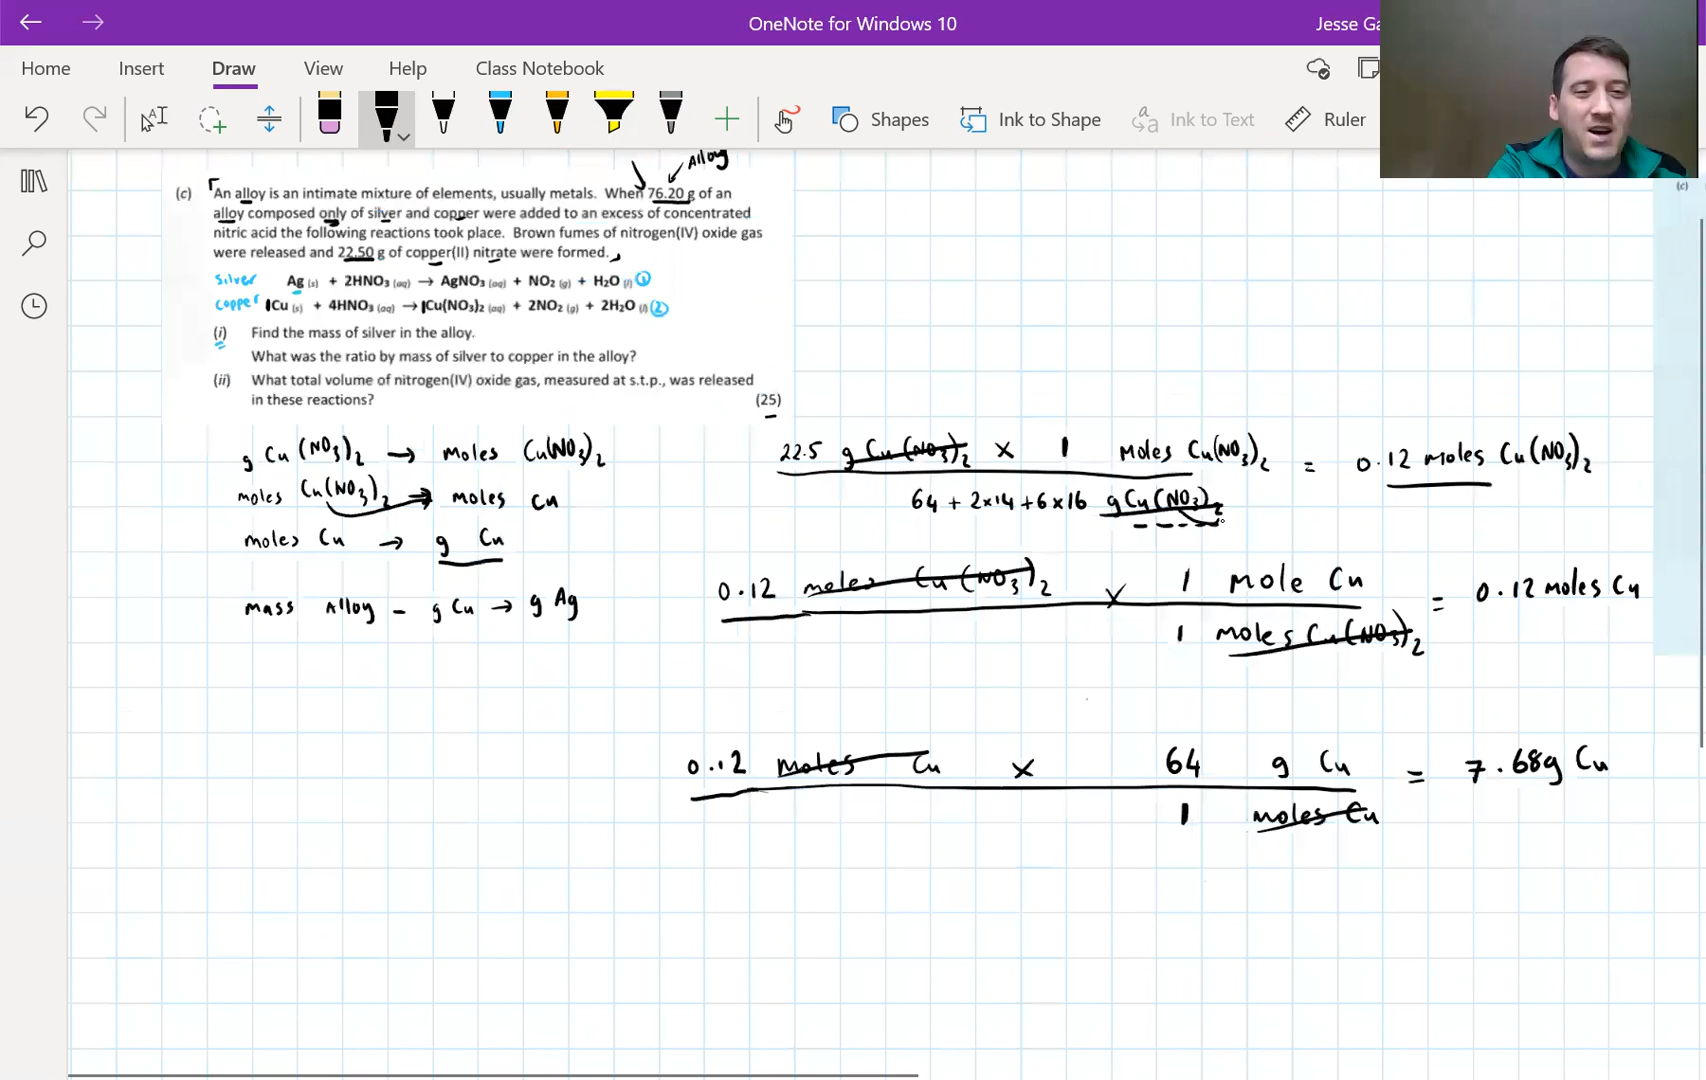 OneNote for Windows 10
Jesse Ga
Home Insert Draw View Help Class Notebook
Shapes Ink to Shape Ink to Text Ruler
Alloy
(c) An alloy is an intimate mixture of elements, usually metals. When 76.20 g of an
alloy composed only of silver and copper were added to an excess of concentrated
nitric acid the following reactions took place. Brown fumes of nitrogen(IV) oxide gas
were released and 22.50 g of copper(II) nitrate were formed.
silver Ag (s) + 2HNO₃ (aq) → AgNO₃ (aq) + NO₂ (g) + H₂O (l) 1
copper 1Cu (s) + 4HNO₃ (aq) → 1Cu(NO₃)₂ (aq) + 2NO₂ (g) + 2H₂O (l) 2
(i) Find the mass of silver in the alloy.
What was the ratio by mass of silver to copper in the alloy?
(ii) What total volume of nitrogen(IV) oxide gas, measured at s.t.p., was released
in these reactions?
(25)
(c)
g Cu(NO₃)₂ → moles Cu(NO₃)₂
moles Cu(NO₃)₂ → moles Cu
moles Cu → g Cu
mass Alloy - g Cu → g Ag
22.5 g Cu(NO₃)₂ × 1 Moles Cu(NO₃)₂ = 0.12 moles Cu(NO₃)₂
64 + 2×14 + 6×16 g Cu(NO₃)₂
0.12 moles Cu(NO₃)₂ × 1 mole Cu = 0.12 moles Cu
1 moles Cu(NO₃)₂
0.12 moles Cu × 64 g Cu = 7.68g Cu
1 moles Cu